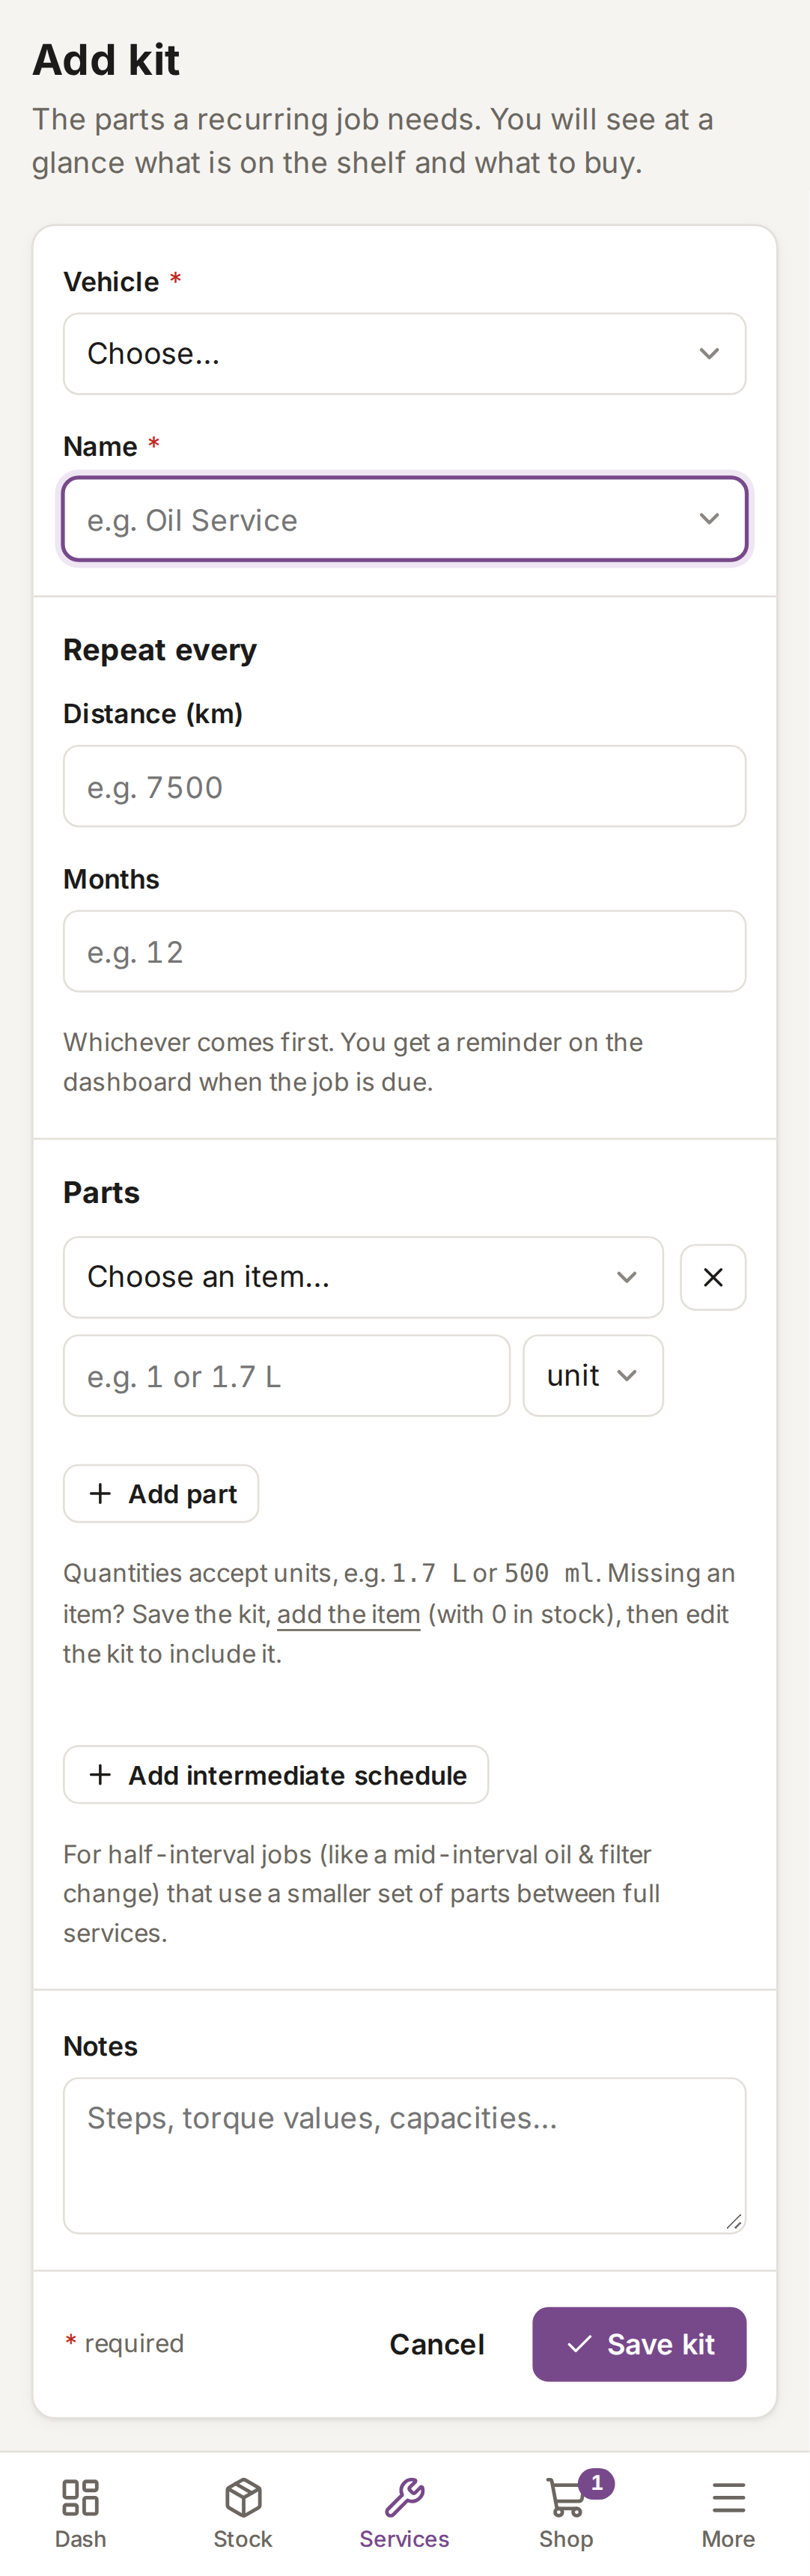 Add kit
The parts a recurring job needs. You will see at a
glance what is on the shelf and what to buy.
Vehicle *
Choose...
Name *
e.g. Oil Service
Repeat every
Distance (km)
e.g. 7500
Months
e.g. 12
Whichever comes first. You get a reminder on the
dashboard when the job is due.
Parts
Choose an item...
e.g. 1 or 1.7 L
unit
Add part
Quantities accept units, e.g. 1.7 L or 500 ml. Missing an
item? Save the kit, add the item (with 0 in stock), then edit
the kit to include it.
Add intermediate schedule
For half-interval jobs (like a mid-interval oil & filter
change) that use a smaller set of parts between full
services.
Notes
Steps, torque values, capacities...
* required
Cancel
Save kit
1
Dash
Stock
Services
Shop
More